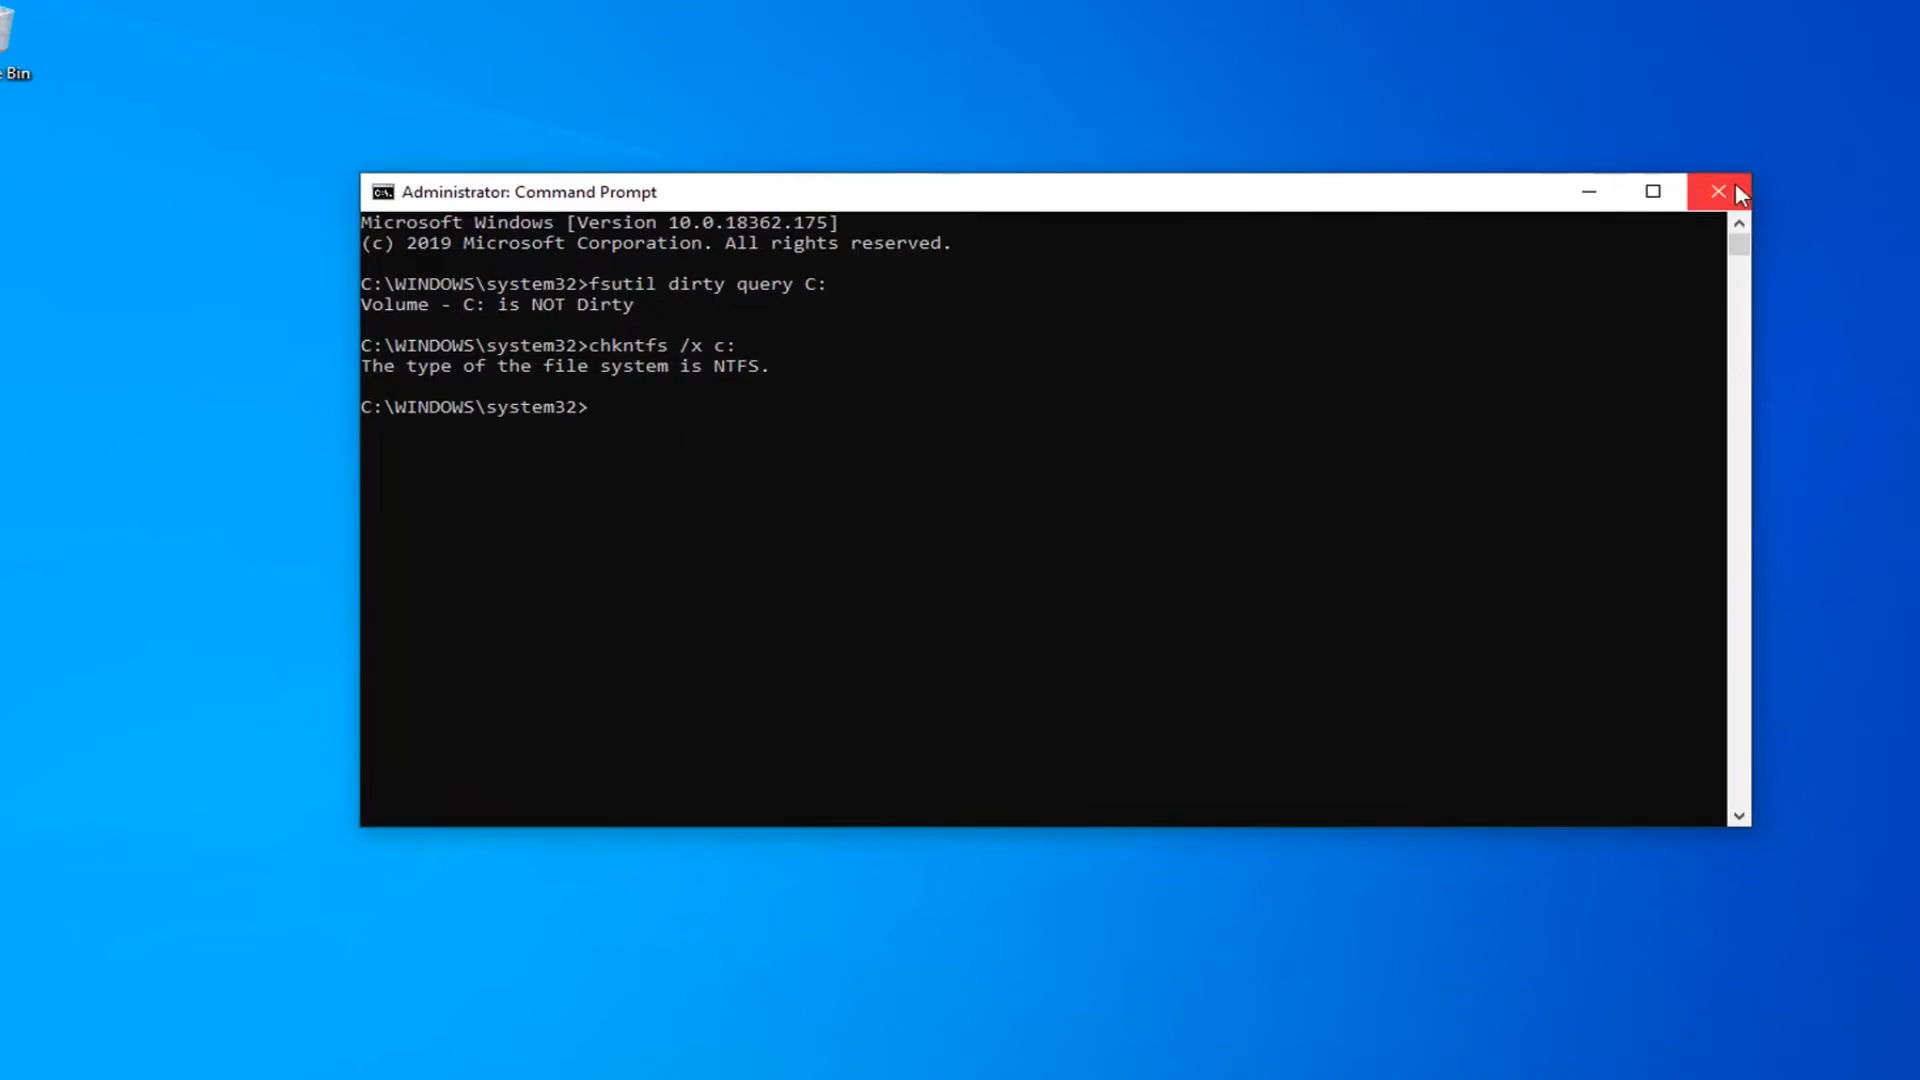 Bin
Administrator: Command Prompt
Microsoft Windows [Version 10.0.18362.175]
(c) 2019 Microsoft Corporation. All rights reserved.
C:\WINDOWS\system32>fsutil dirty query C:
Volume - C: is NOT Dirty
C:\WINDOWS\system32>chkntfs /x c:
The type of the file system is NTFS.
C:\WINDOWS\system32>